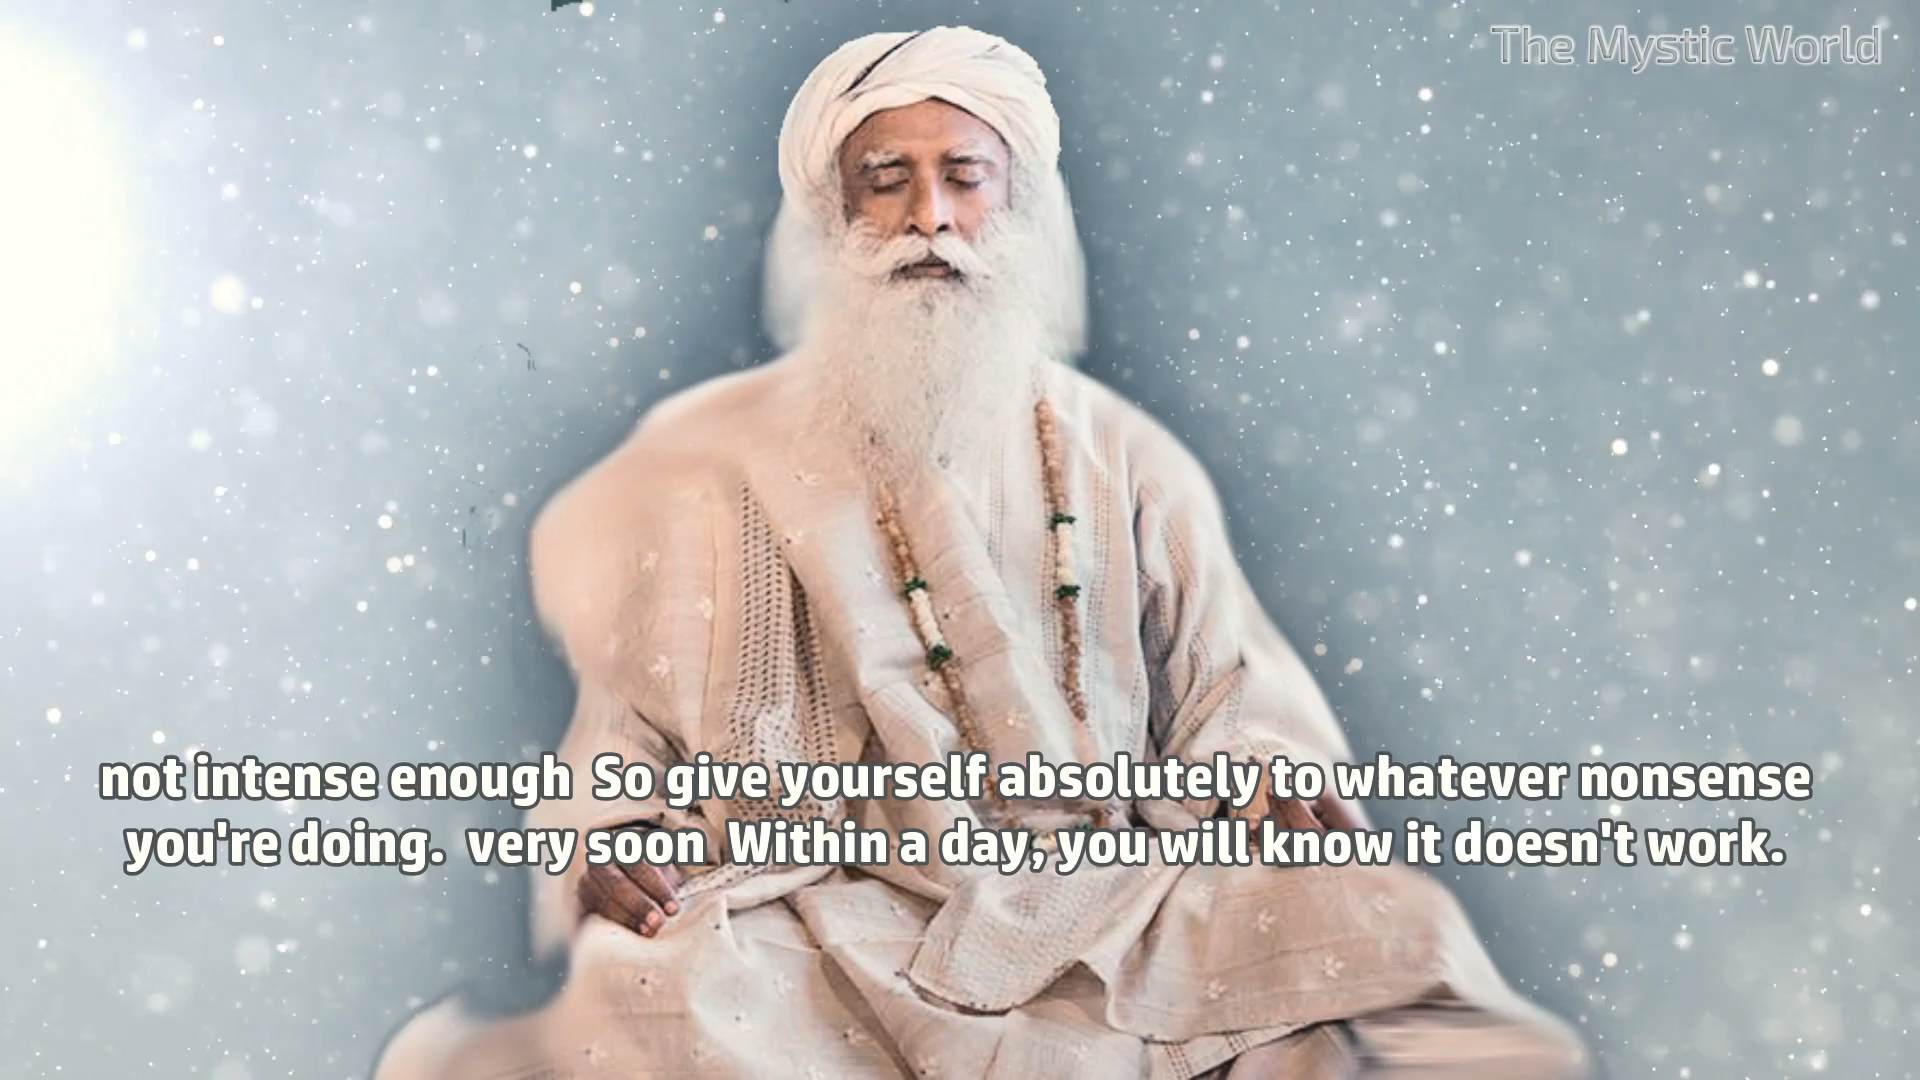 The Mystic World
not intense enough  So give yourself absolutely to whatever nonsense
you're doing.  very soon  Within a day, you will know it doesn't work.